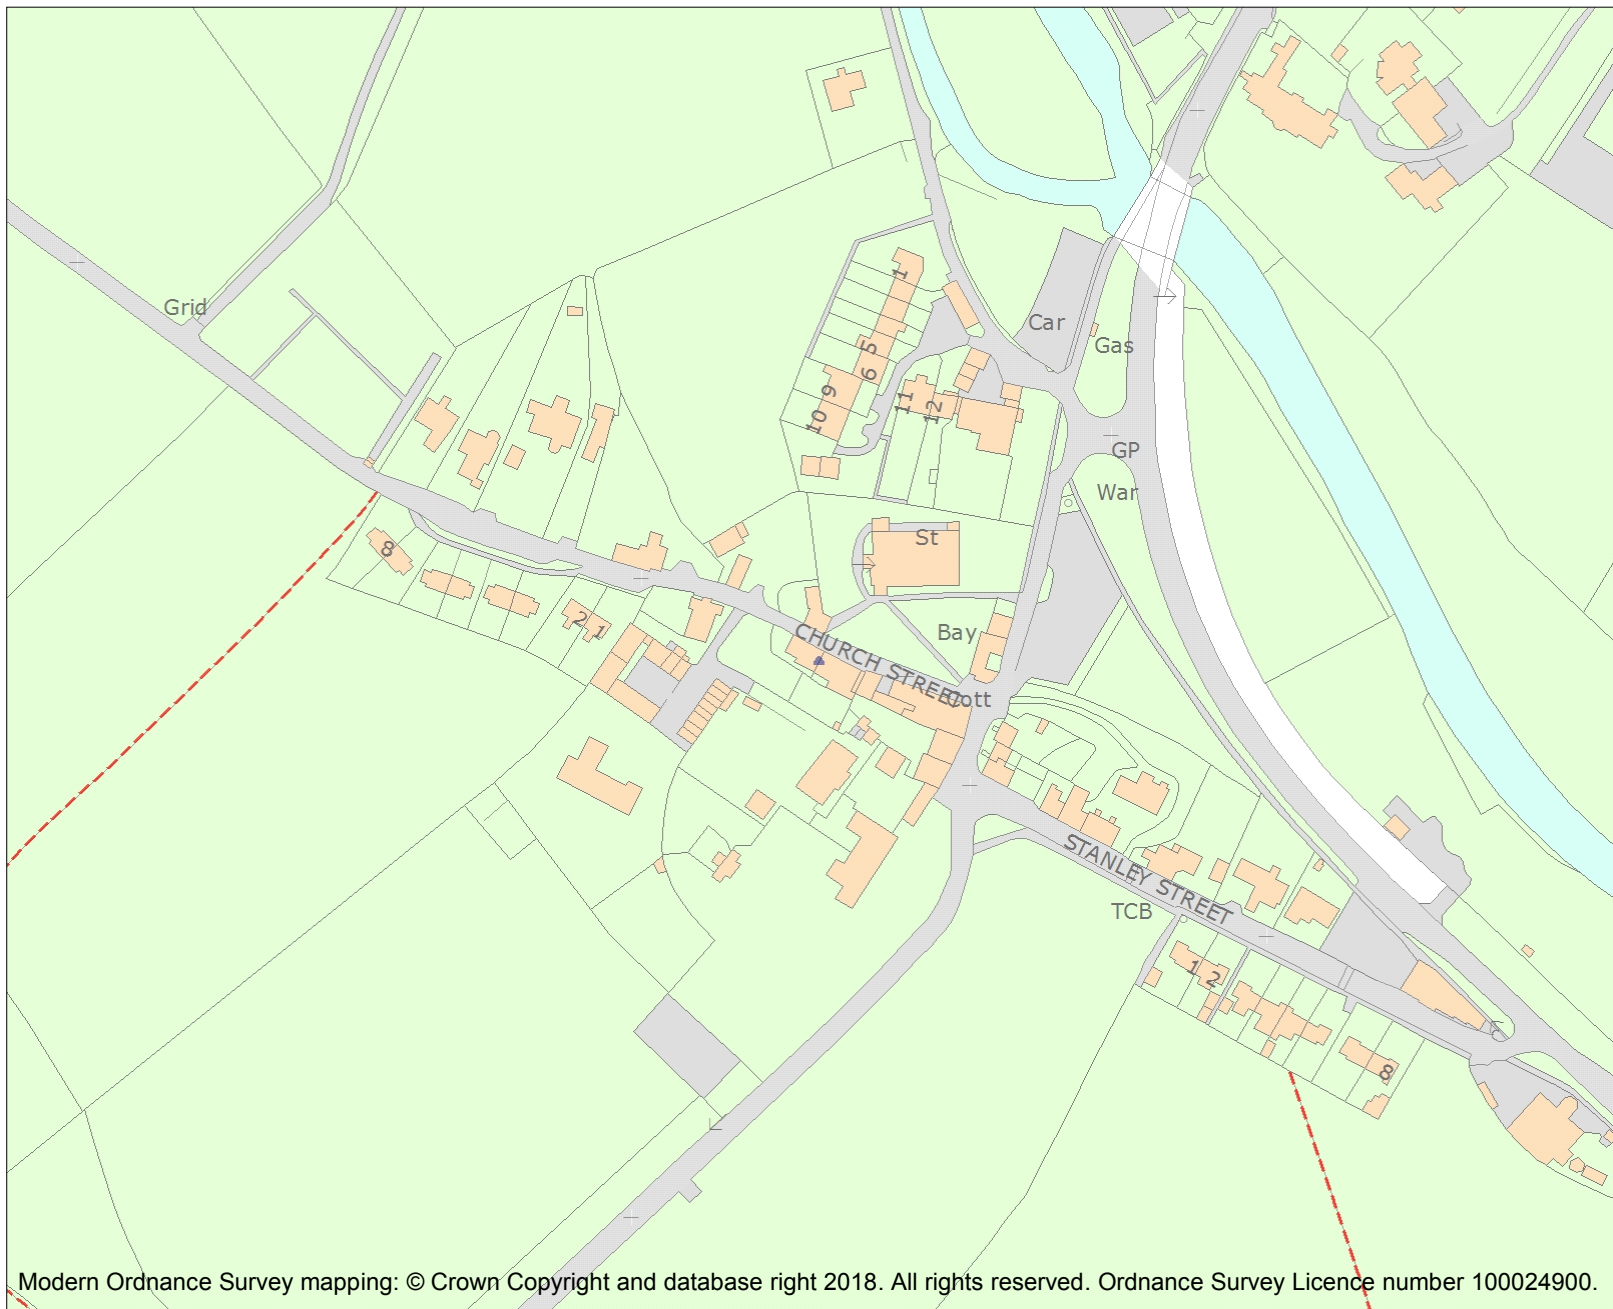 Grid
Car
Gas
1
5
6
9
10
11
12
GP
War
St
8
2 1
Bay
CHURCH STREET
Cott
STANLEY STREET
TCB
1 2
8
Modern Ordnance Survey mapping: © Crown Copyright and database right 2018. All rights reserved. Ordnance Survey Licence number 100024900.